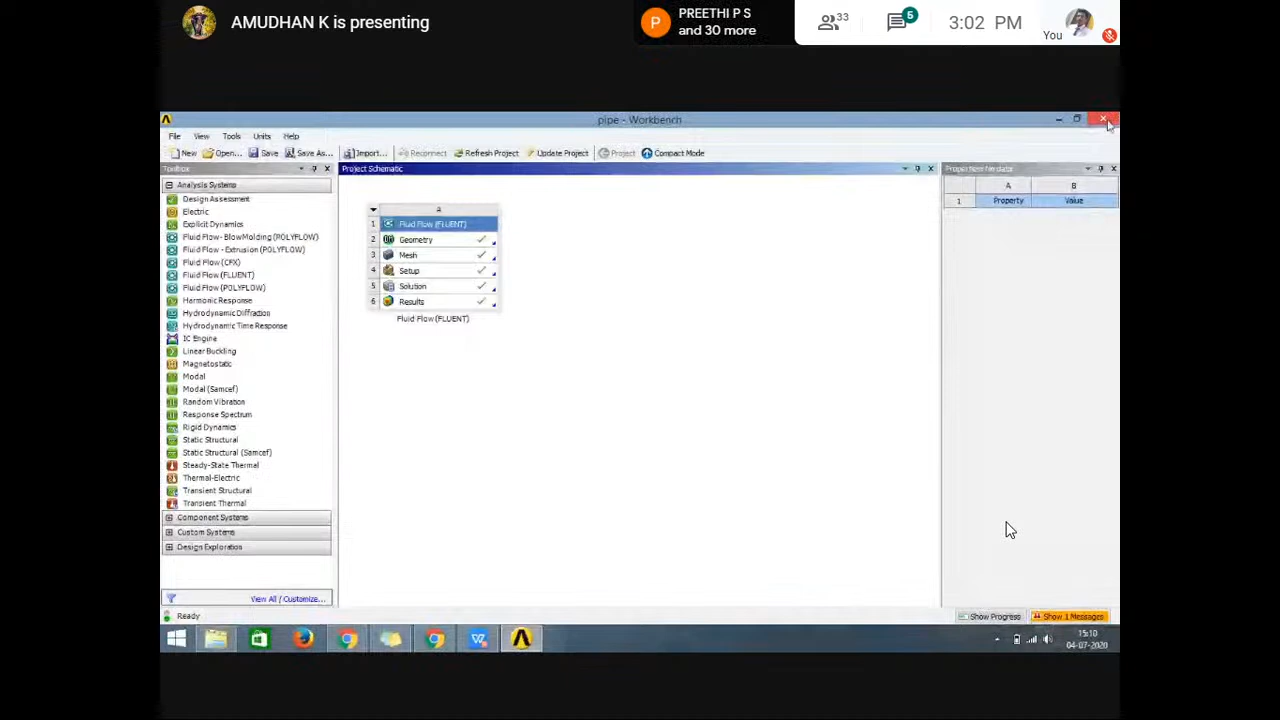 AMUDHAN K is presenting
P
PREETHI P S
and 30 more
33
5
3:02 PM
You
pipe - Workbench
File View Tools Units Help
New Open... Save Save As... Import... Reconnect Refresh Project Update Project Project Compact Mode
Toolbox
Project Schematic
Analysis Systems
Design Assessment
Electric
Explicit Dynamics
Fluid Flow- BlowMolding (POLYFLOW)
Fluid Flow - Extrusion (POLYFLOW)
Fluid Flow (CFX)
Fluid Flow (FLUENT)
Fluid Flow (POLYFLOW)
Harmonic Response
Hydrodynamic Diffraction
Hydrodynamic Time Response
IC Engine
Linear Buckling
Magnetostatic
Modal
Modal (Samcef)
Random Vibration
Response Spectrum
Rigid Dynamics
Static Structural
Static Structural (Samcef)
Steady-State Thermal
Thermal-Electric
Transient Structural
Transient Thermal
Component Systems
Custom Systems
Design Exploration
View All / Customize...
A
1 Fluid Flow (FLUENT)
2 Geometry
3 Mesh
4 Setup
5 Solution
6 Results
Fluid Flow (FLUENT)
A B
1 Property Value
Ready
Show Progress
Show 1 Messages
15:10
04-07-2020